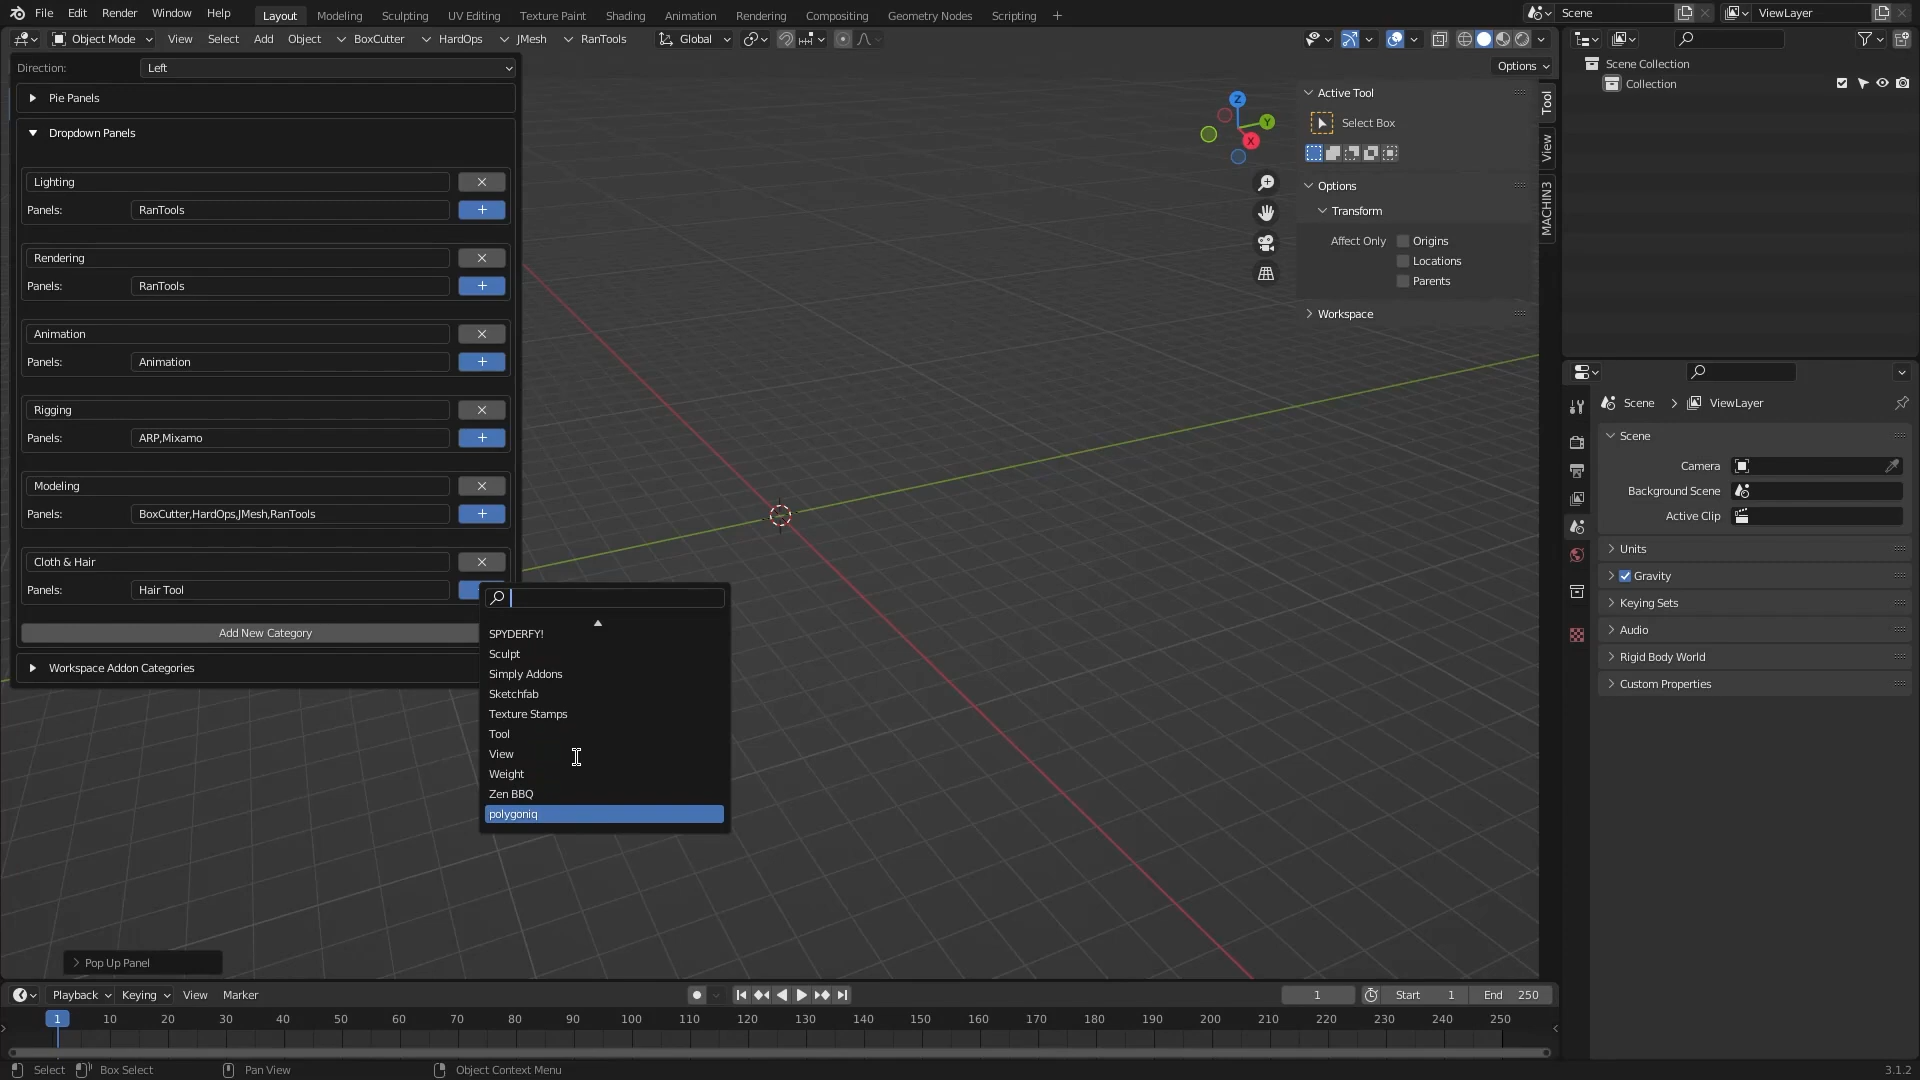 File Edit Render Window Help Layout Modeling Sculpting UV Editing Texture Paint Shading Animation Rendering Compositing Geometry Nodes Scripting + Scene ViewLayer
Object Mode View Select Add Object BoxCutter HardOps JMesh RanTools Global
Direction: Left
Options
Pie Panels
Dropdown Panels
Lighting
Panels: RanTools
Rendering
Panels: RanTools
Animation
Panels: Animation
Rigging
Panels: ARP,Mixamo
Modeling
Panels: BoxCutter,HardOps,JMesh,RanTools
Cloth & Hair
Panels: Hair Tool
Add New Category
Workspace Addon Categories
SPYDERFY!
Sculpt
Simply Addons
Sketchfab
Texture Stamps
Tool
View
Weight
Zen BBQ
polygoniq
Z
Y
X
Active Tool
Select Box
Options
Transform
Affect Only Origins
Locations
Parents
Workspace
Tool
View
MACHIN3
Scene Collection
Collection
Scene > ViewLayer
Scene
Camera
Background Scene
Active Clip
Units
Gravity
Keying Sets
Audio
Rigid Body World
Custom Properties
Pop Up Panel
Playback Keying View Marker 1 Start 1 End 250
1 10 20 30 40 50 60 70 80 90 100 110 120 130 140 150 160 170 180 190 200 210 220 230 240 250
Select Box Select Pan View Object Context Menu 3.1.2